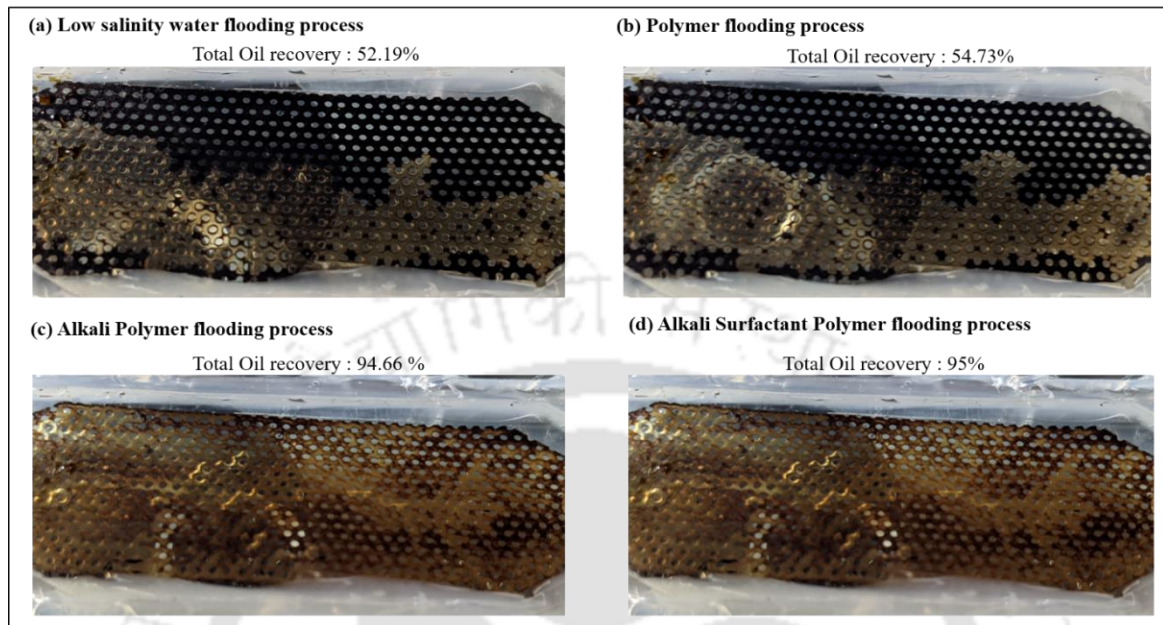 (a) Low salinity water flooding process
Total Oil recovery : 52.19%
(b) Polymer flooding process
Total Oil recovery : 54.73%
(c) Alkali Polymer flooding process
Total Oil recovery : 94.66 %
(d) Alkali Surfactant Polymer flooding process
Total Oil recovery : 95%